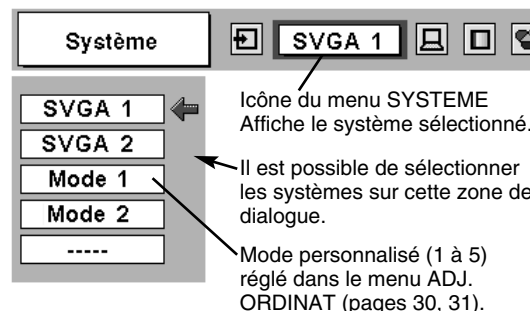 Système
SVGA 1
SVGA 1
SVGA 2
Mode 1
Mode 2
-----
Icône du menu SYSTEME
Affiche le système sélectionné.
Il est possible de sélectionner
les systèmes sur cette zone de
dialogue.
Mode personnalisé (1 à 5)
réglé dans le menu ADJ.
ORDINAT (pages 30, 31).